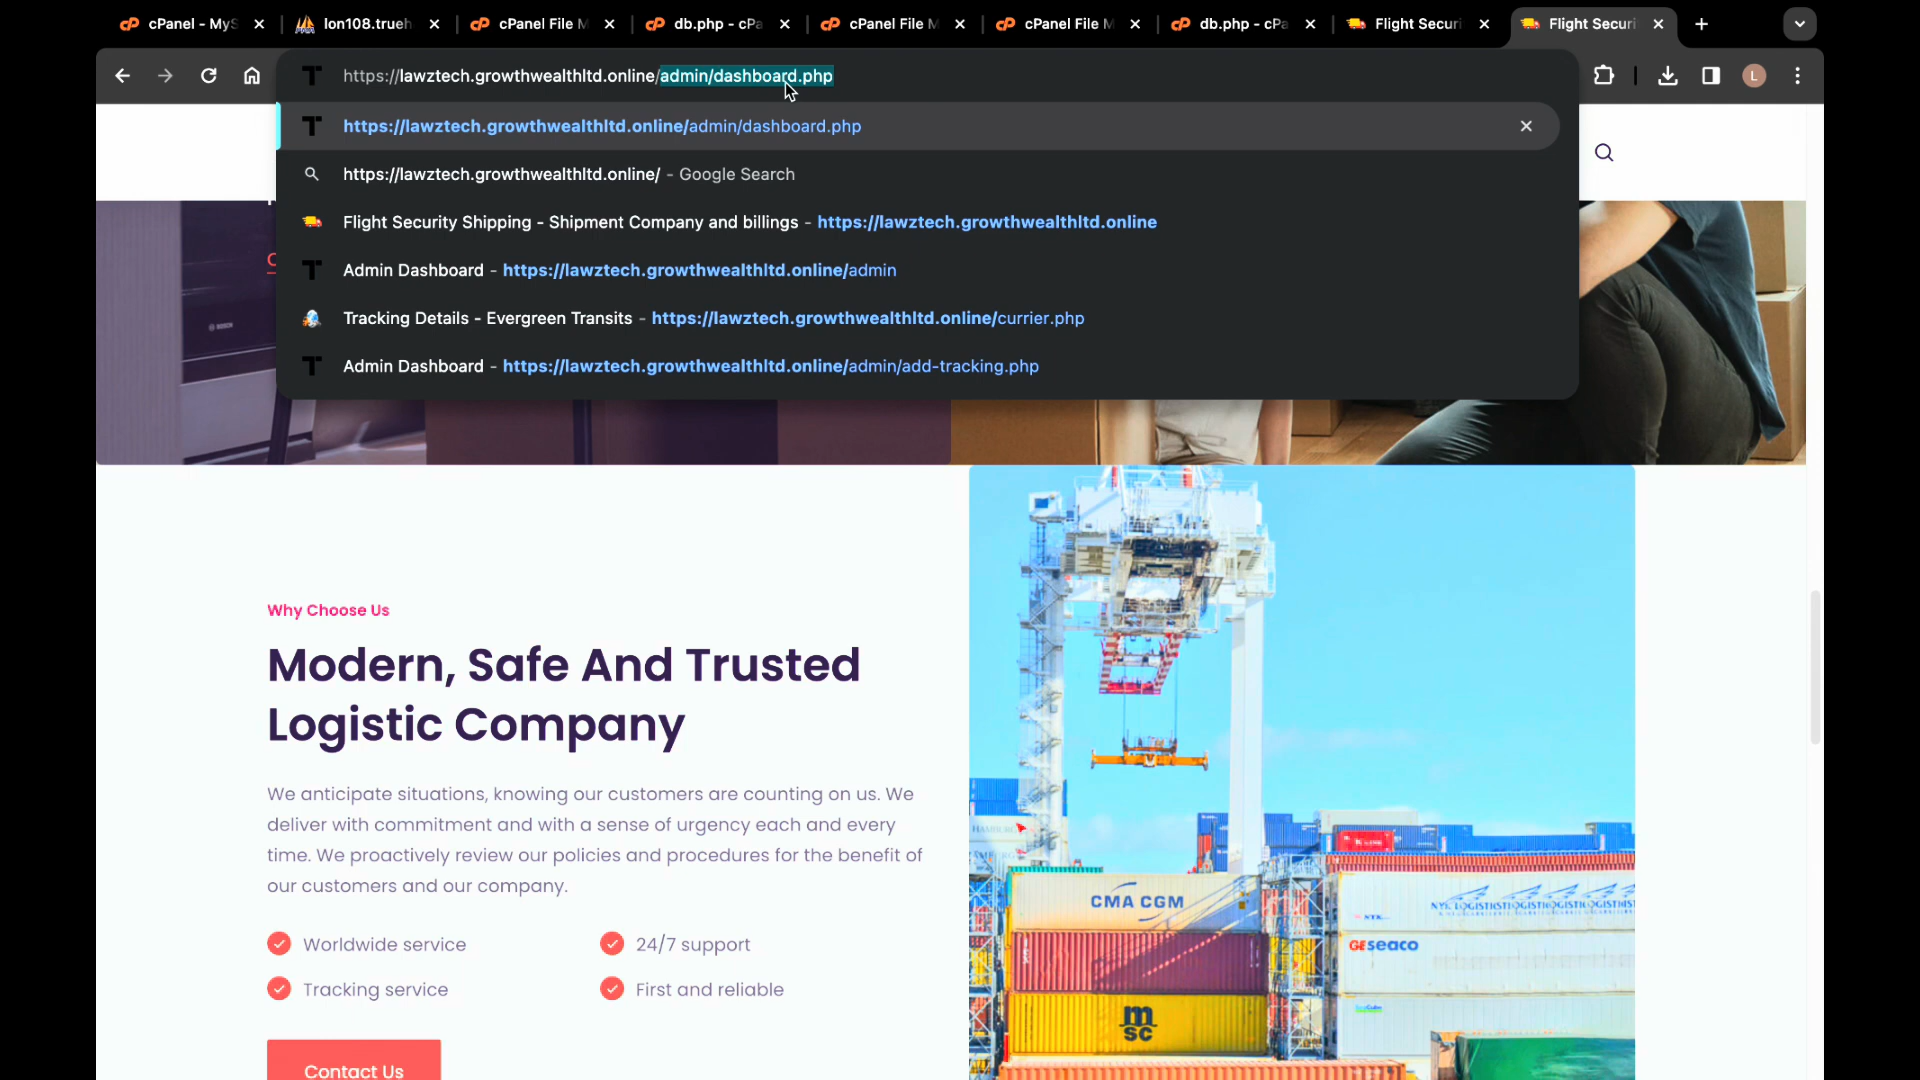 cPanel - MyS
lon108.trueh
cPanel File M
db.php - cPa
cPanel File M
cPanel File M
db.php - cPa
Flight Securi
Flight Securi
https://lawztech.growthwealthltd.online/admin/dashboard.php
L
https://lawztech.growthwealthltd.online/admin/dashboard.php
https://lawztech.growthwealthltd.online/ - Google Search
Flight Security Shipping - Shipment Company and billings - https://lawztech.growthwealthltd.online
Admin Dashboard - https://lawztech.growthwealthltd.online/admin
Tracking Details - Evergreen Transits - https://lawztech.growthwealthltd.online/currier.php
Admin Dashboard - https://lawztech.growthwealthltd.online/admin/add-tracking.php
BOSCH
Why Choose Us
Modern, Safe And Trusted
Logistic Company
We anticipate situations, knowing our customers are counting on us. We
deliver with commitment and with a sense of urgency each and every
time. We proactively review our policies and procedures for the benefit of
our customers and our company.
Worldwide service
24/7 support
Tracking service
First and reliable
Contact Us
CMA CGM
GEseaco
msc